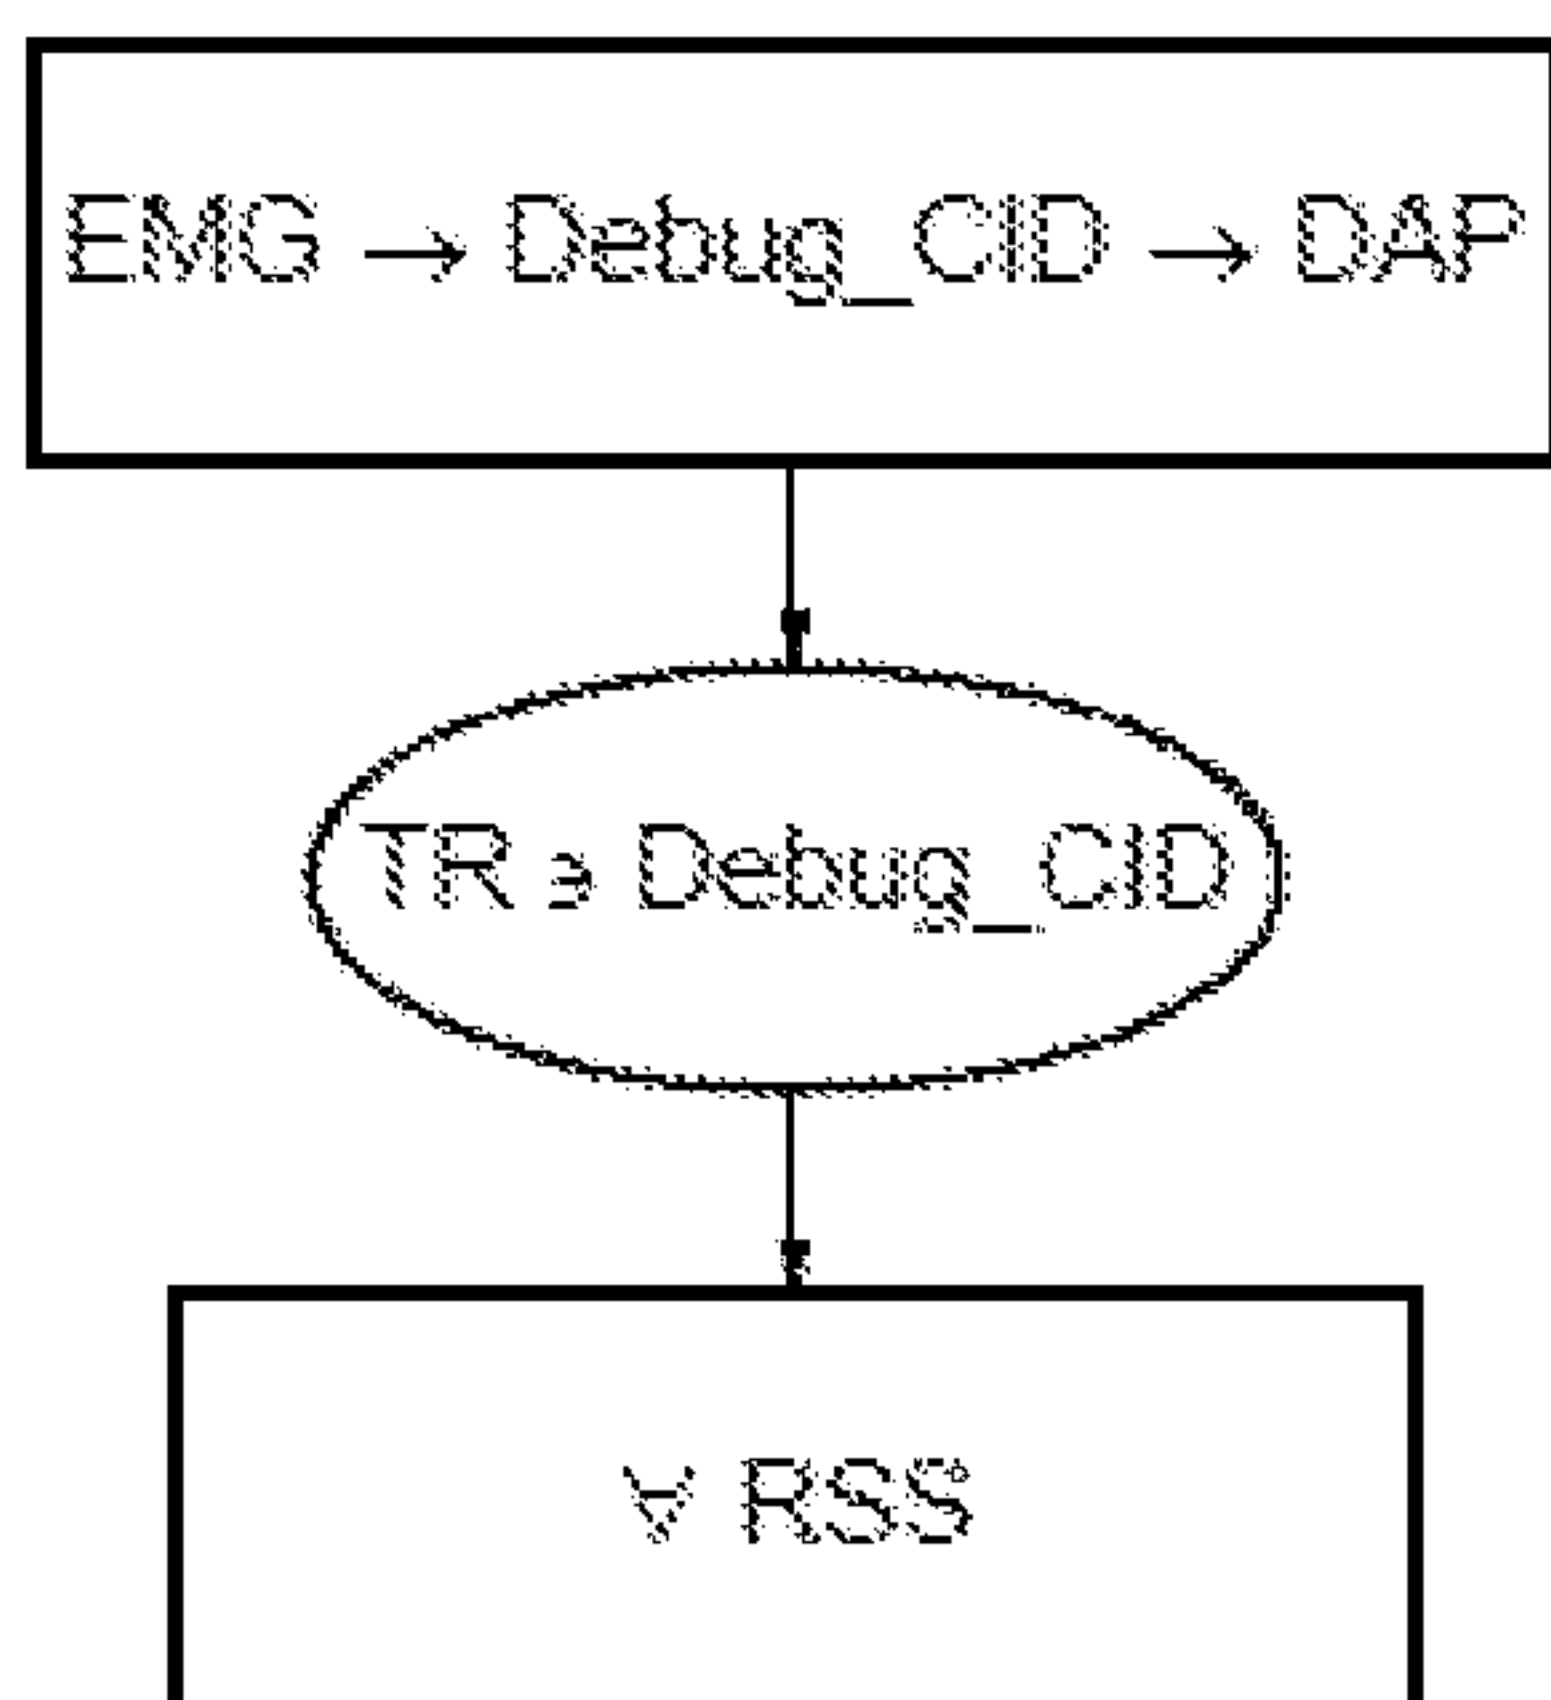 EMG → Debug_CID → DAP
TR ∍ Debug_CID
∀ RSS